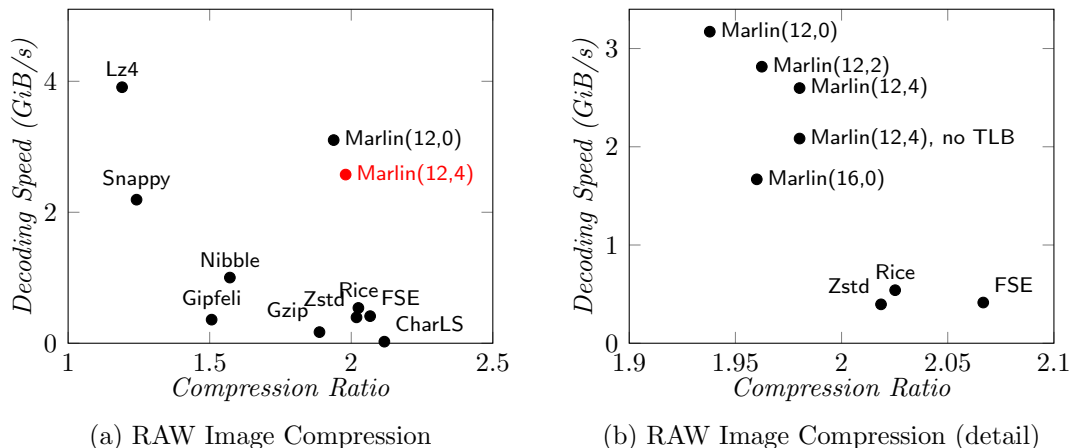 4
2
0
Decoding Speed (GiB/s)
Lz4
Snappy
Marlin(12,0)
Marlin(12,4)
Nibble
Gipfeli
Gzip
Zstd
Rice
FSE
CharLS
1
1.5
2
2.5
Compression Ratio
(a) RAW Image Compression
3
2
1
0
Decoding Speed (GiB/s)
Marlin(12,0)
Marlin(12,2)
Marlin(12,4)
Marlin(12,4), no TLB
Marlin(16,0)
Zstd
Rice
FSE
1.9
1.95
2
2.05
2.1
Compression Ratio
(b) RAW Image Compression (detail)